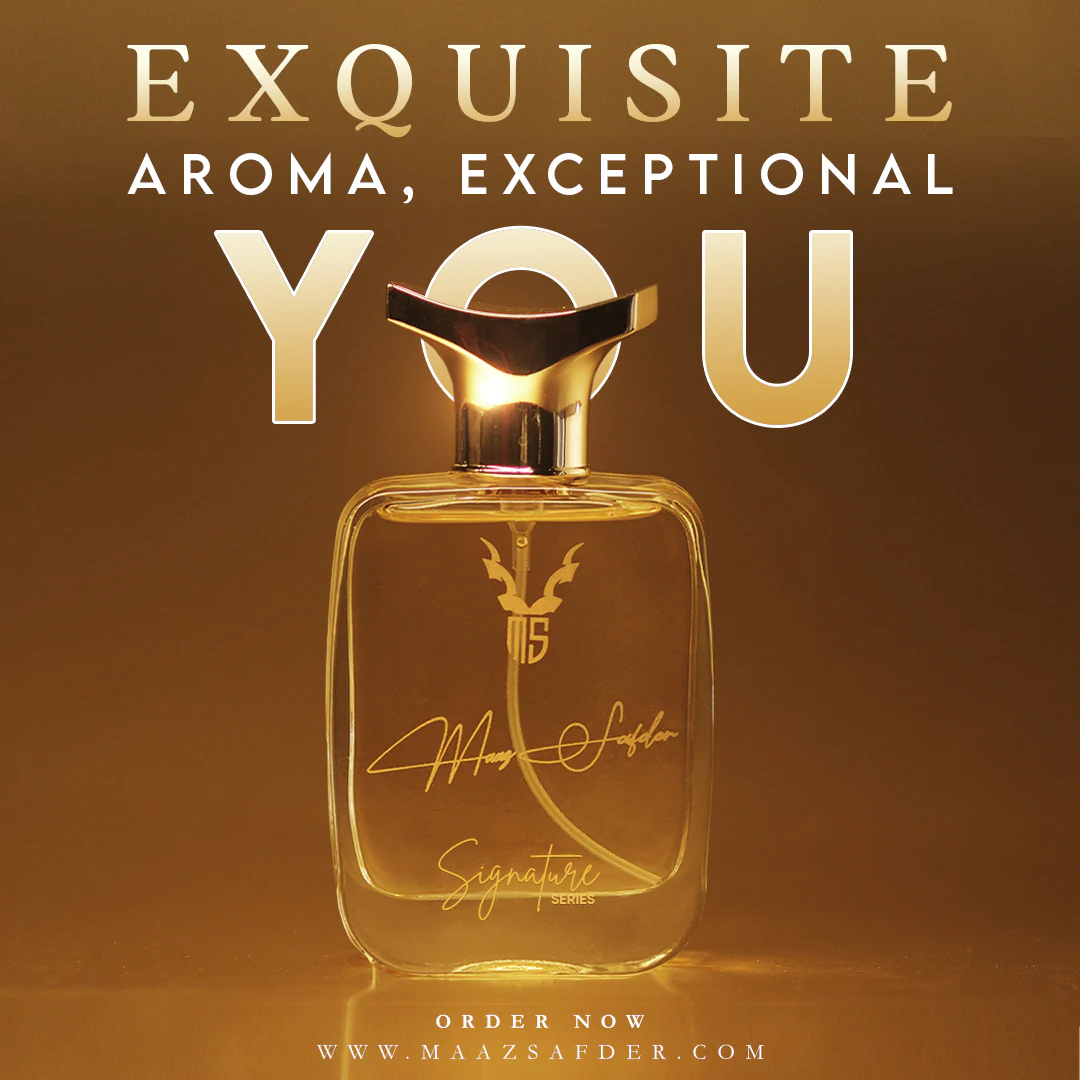 EXQUISITE
AROMA, EXCEPTIONAL
YOU
MS
Maaz Safder
Signature
SERIES
ORDER NOW
WWW.MAAZSAFDER.COM